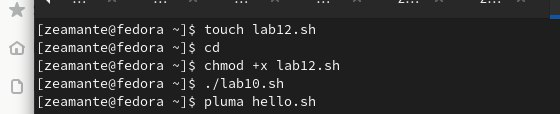 [zeamante@fedora ~]$ touch lab12.sh
[zeamante@fedora ~]$ cd
[zeamante@fedora ~]$ chmod +x lab12.sh
[zeamante@fedora ~]$ ./lab10.sh
[zeamante@fedora ~]$ pluma hello.sh